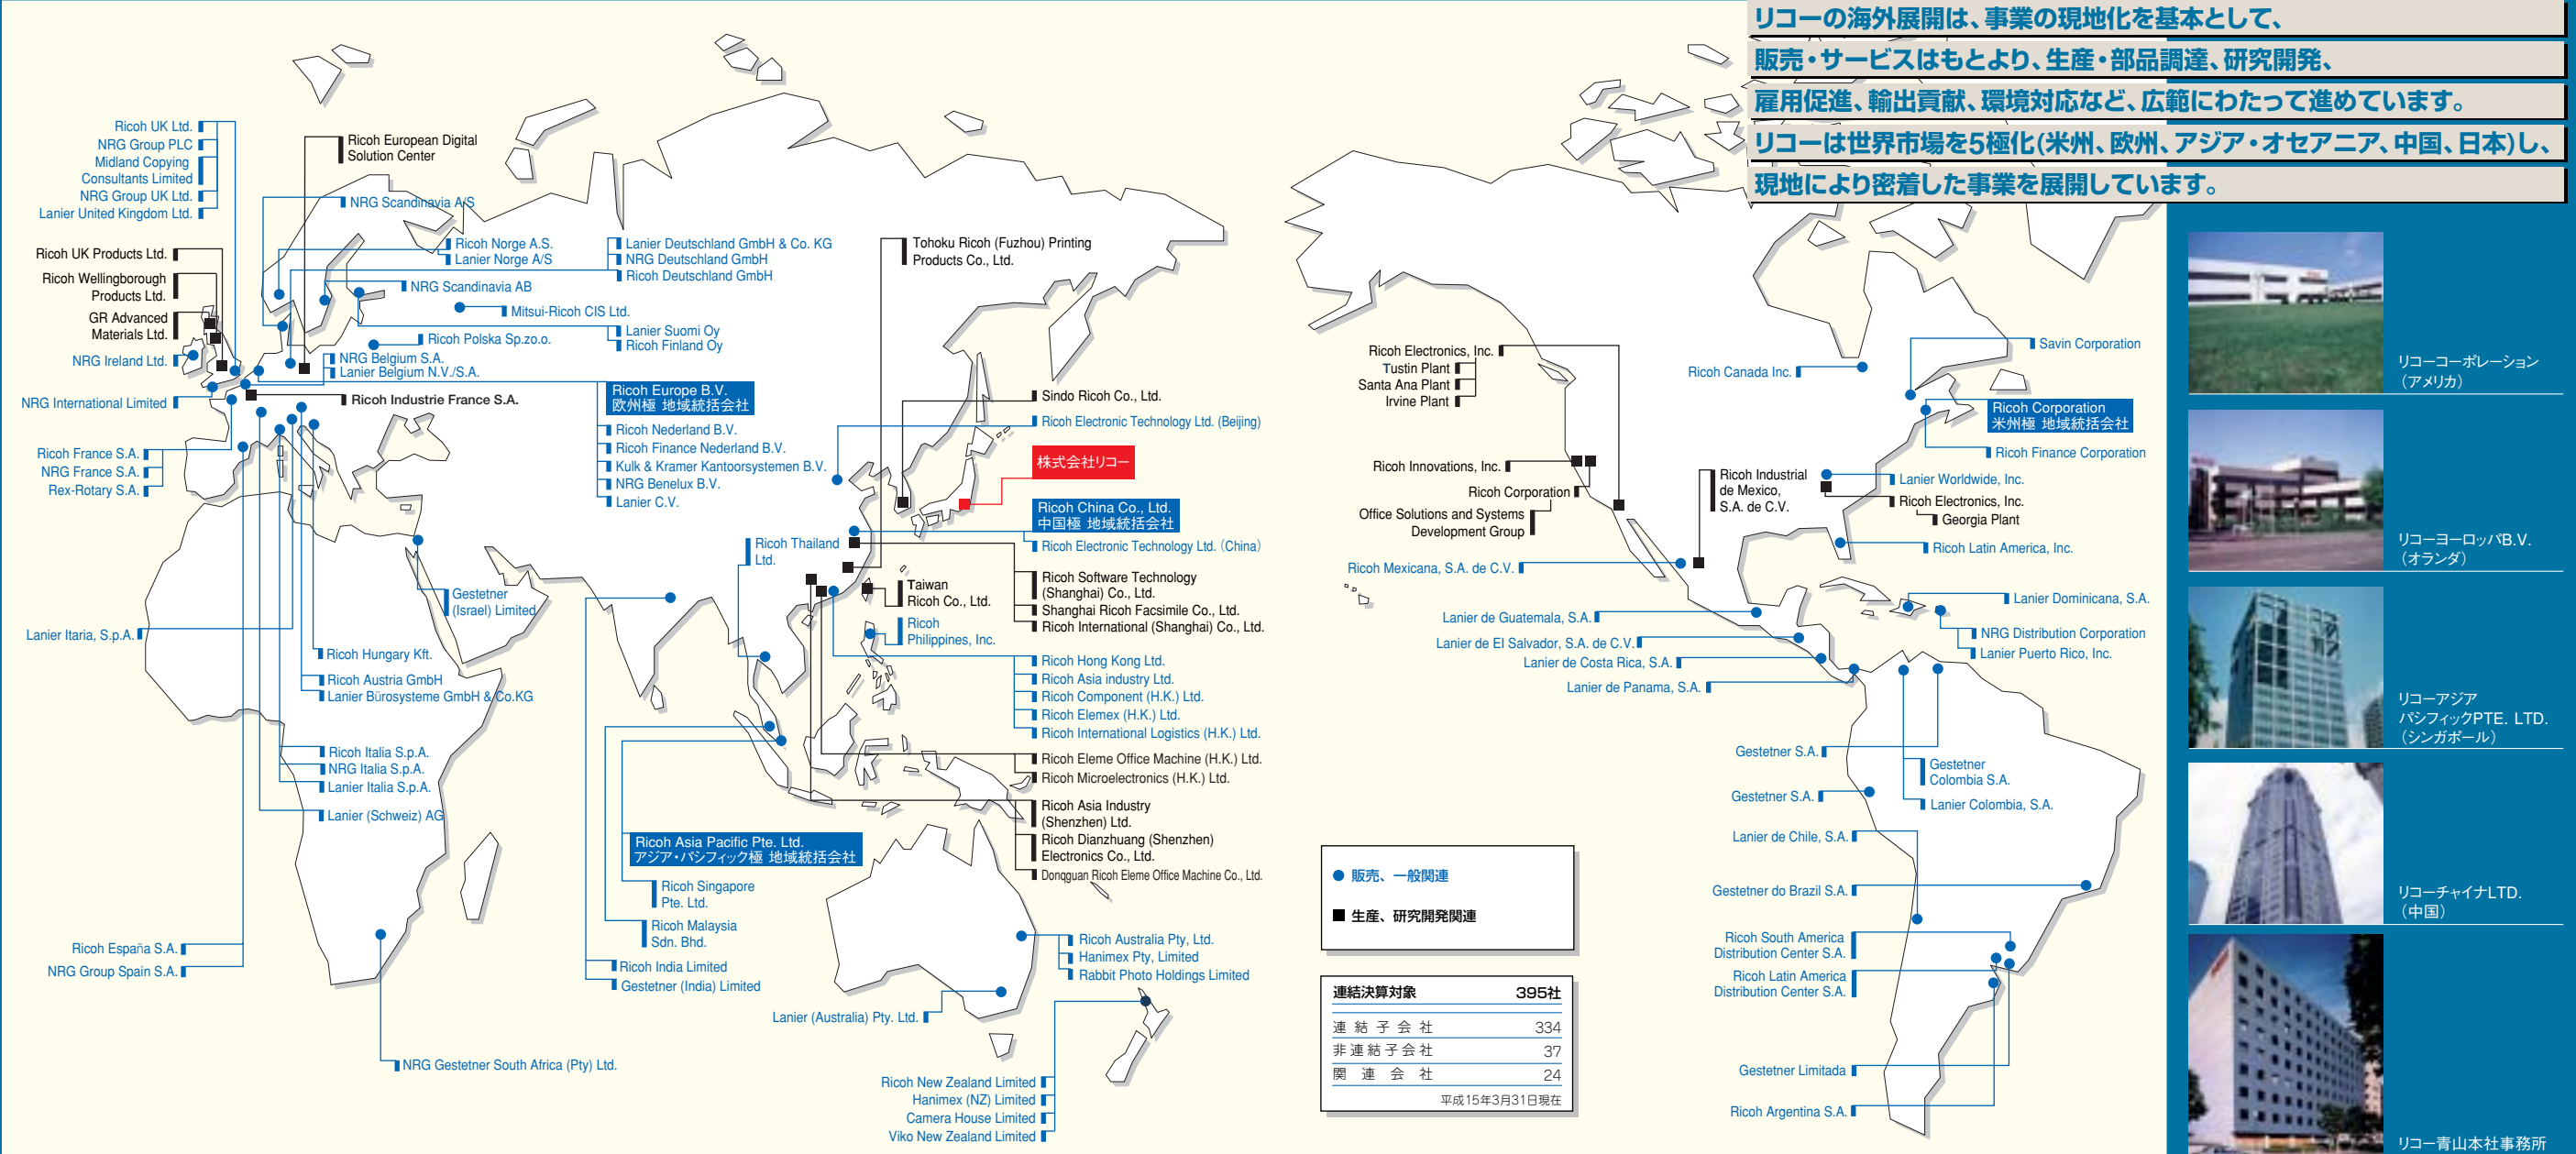 リコーの海外展開は、事業の現地化を基本として、
販売・サービスはもとより、生産・部品調達、研究開発、
雇用促進、輸出貢献、環境対応など、広範にわたって進めています。
リコーは世界市場を5極化(米州、欧州、アジア・オセアニア、中国、日本)し、
現地により密着した事業を展開しています。
Ricoh UK Ltd.
NRG Group PLC
Midland Copying
Consultants Limited
NRG Group UK Ltd.
Lanier United Kingdom Ltd.
Ricoh UK Products Ltd.
Ricoh Wellingborough
Products Ltd.
GR Advanced
Materials Ltd.
NRG Ireland Ltd.
NRG International Limited
Ricoh France S.A.
NRG France S.A.
Rex-Rotary S.A.
Lanier Itaria, S.p.A.
Ricoh España S.A.
NRG Group Spain S.A.
Ricoh European Digital
Solution Center
NRG Scandinavia A/S
Ricoh Norge A.S.
Lanier Norge A/S
NRG Scandinavia AB
Mitsui-Ricoh CIS Ltd.
Ricoh Polska Sp.zo.o.
NRG Belgium S.A.
Lanier Belgium N.V./S.A.
Ricoh Industrie France S.A.
Lanier Deutschland GmbH & Co. KG
NRG Deutschland GmbH
Ricoh Deutschland GmbH
Lanier Suomi Oy
Ricoh Finland Oy
Ricoh Europe B.V.
欧州極 地域統括会社
Ricoh Nederland B.V.
Ricoh Finance Nederland B.V.
Kulk & Kramer Kantoorsystemen B.V.
NRG Benelux B.V.
Lanier C.V.
Gestetner
(Israel) Limited
Ricoh Hungary Kft.
Ricoh Austria GmbH
Lanier Bürosysteme GmbH & Co.KG
Ricoh Italia S.p.A.
NRG Italia S.p.A.
Lanier Italia S.p.A.
Lanier (Schweiz) AG
NRG Gestetner South Africa (Pty) Ltd.
Tohoku Ricoh (Fuzhou) Printing
Products Co., Ltd.
Sindo Ricoh Co., Ltd.
Ricoh Electronic Technology Ltd. (Beijing)
株式会社リコー
Ricoh China Co., Ltd.
中国極 地域統括会社
Ricoh Electronic Technology Ltd. (China)
Ricoh Thailand
Ltd.
Taiwan
Ricoh Co., Ltd.
Ricoh
Philippines, Inc.
Ricoh Software Technology
(Shanghai) Co., Ltd.
Shanghai Ricoh Facsimile Co., Ltd.
Ricoh International (Shanghai) Co., Ltd.
Ricoh Hong Kong Ltd.
Ricoh Asia industry Ltd.
Ricoh Component (H.K.) Ltd.
Ricoh Elemex (H.K.) Ltd.
Ricoh International Logistics (H.K.) Ltd.
Ricoh Eleme Office Machine (H.K.) Ltd.
Ricoh Microelectronics (H.K.) Ltd.
Ricoh Asia Industry
(Shenzhen) Ltd.
Ricoh Dianzhuang (Shenzhen)
Electronics Co., Ltd.
Dongguan Ricoh Eleme Office Machine Co., Ltd.
Ricoh Asia Pacific Pte. Ltd.
アジア・パシフィック極 地域統括会社
Ricoh Singapore
Pte. Ltd.
Ricoh Malaysia
Sdn. Bhd.
Ricoh India Limited
Gestetner (India) Limited
Ricoh Australia Pty, Ltd.
Hanimex Pty, Limited
Rabbit Photo Holdings Limited
Lanier (Australia) Pty. Ltd.
Ricoh New Zealand Limited
Hanimex (NZ) Limited
Camera House Limited
Viko New Zealand Limited
Ricoh Electronics, Inc.
Tustin Plant
Santa Ana Plant
Irvine Plant
Ricoh Innovations, Inc.
Ricoh Corporation
Office Solutions and Systems
Development Group
Ricoh Mexicana, S.A. de C.V.
Ricoh Industrial
de Mexico,
S.A. de C.V.
Ricoh Canada Inc.
Savin Corporation
Ricoh Corporation
米州極 地域統括会社
Ricoh Finance Corporation
Lanier Worldwide, Inc.
Ricoh Electronics, Inc.
Georgia Plant
Ricoh Latin America, Inc.
Lanier de Guatemala, S.A.
Lanier de El Salvador, S.A. de C.V.
Lanier de Costa Rica, S.A.
Lanier de Panama, S.A.
Lanier Dominicana, S.A.
NRG Distribution Corporation
Lanier Puerto Rico, Inc.
Gestetner S.A.
Gestetner
Colombia S.A.
Gestetner S.A.
Lanier Colombia, S.A.
Lanier de Chile, S.A.
Gestetner do Brazil S.A.
Ricoh South America
Distribution Center S.A.
Ricoh Latin America
Distribution Center S.A.
Gestetner Limitada
Ricoh Argentina S.A.
販売、一般関連
生産、研究開発関連
連結決算対象 395社
連結子会社 334
非連結子会社 37
関連会社 24
平成15年3月31日現在
リコーコーポレーション
(アメリカ)
リコーヨーロッパB.V.
(オランダ)
リコーアジア
パシフィックPTE. LTD.
(シンガポール)
リコーチャイナLTD.
(中国)
リコー青山本社事務所